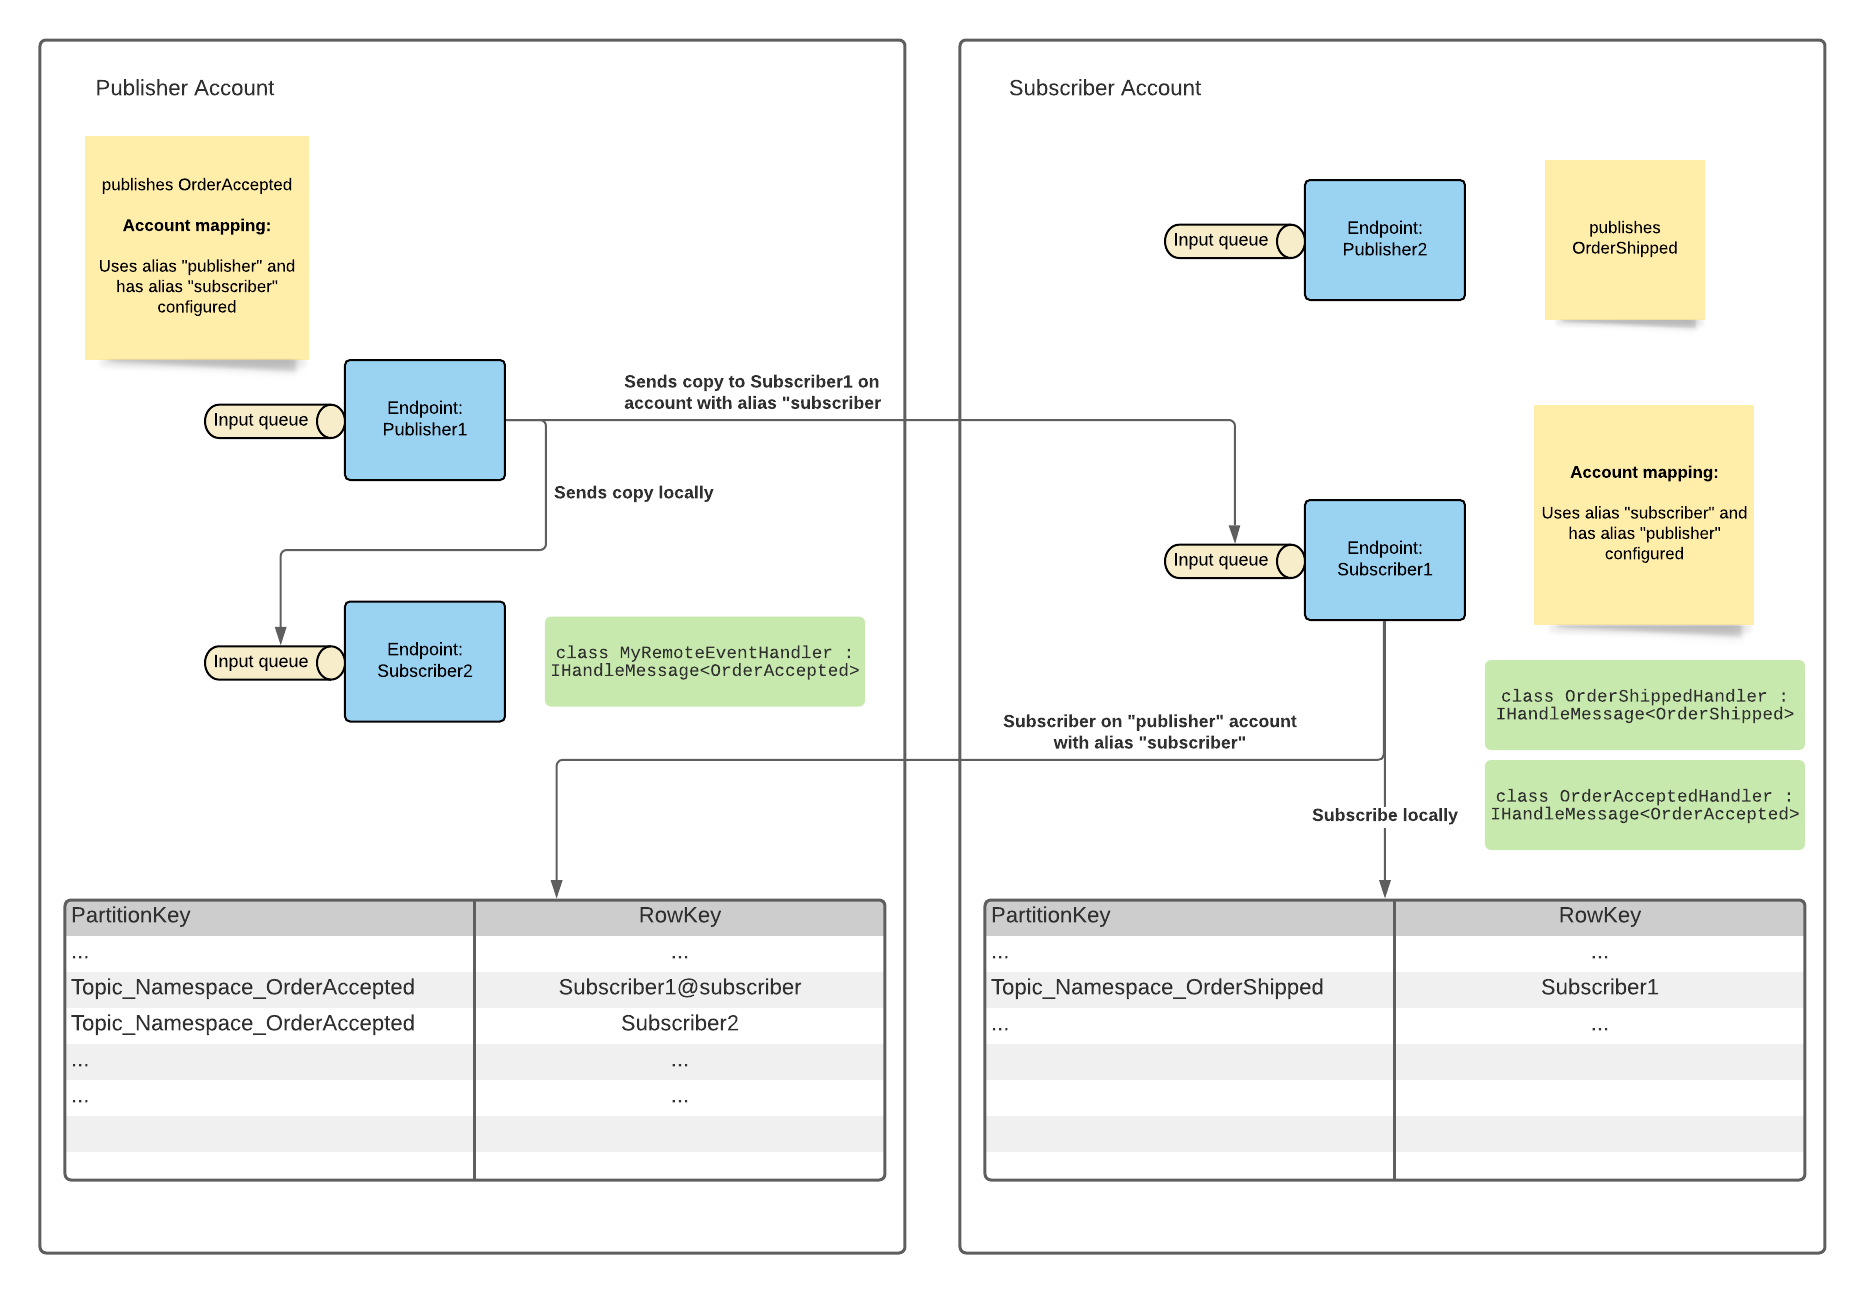 Publisher Account
publishes OrderAccepted
Account mapping:
Uses alias "publisher" and
has alias "subscriber"
configured
Input queue
Endpoint:
Publisher1
Sends copy to Subscriber1 on
account with alias "subscriber
Sends copy locally
Input queue
Endpoint:
Subscriber2
class MyRemoteEventHandler :
IHandleMessage<OrderAccepted>
PartitionKey RowKey
... ...
Topic_Namespace_OrderAccepted Subscriber1@subscriber
Topic_Namespace_OrderAccepted Subscriber2
... ...
... ...
Subscriber Account
Input queue
Endpoint:
Publisher2
publishes
OrderShipped
Input queue
Endpoint:
Subscriber1
Account mapping:
Uses alias "subscriber" and
has alias "publisher"
configured
class OrderShippedHandler :
IHandleMessage<OrderShipped>
Subscriber on "publisher" account
with alias "subscriber"
class OrderAcceptedHandler :
IHandleMessage<OrderAccepted>
Subscribe locally
PartitionKey RowKey
... ...
Topic_Namespace_OrderShipped Subscriber1
... ...